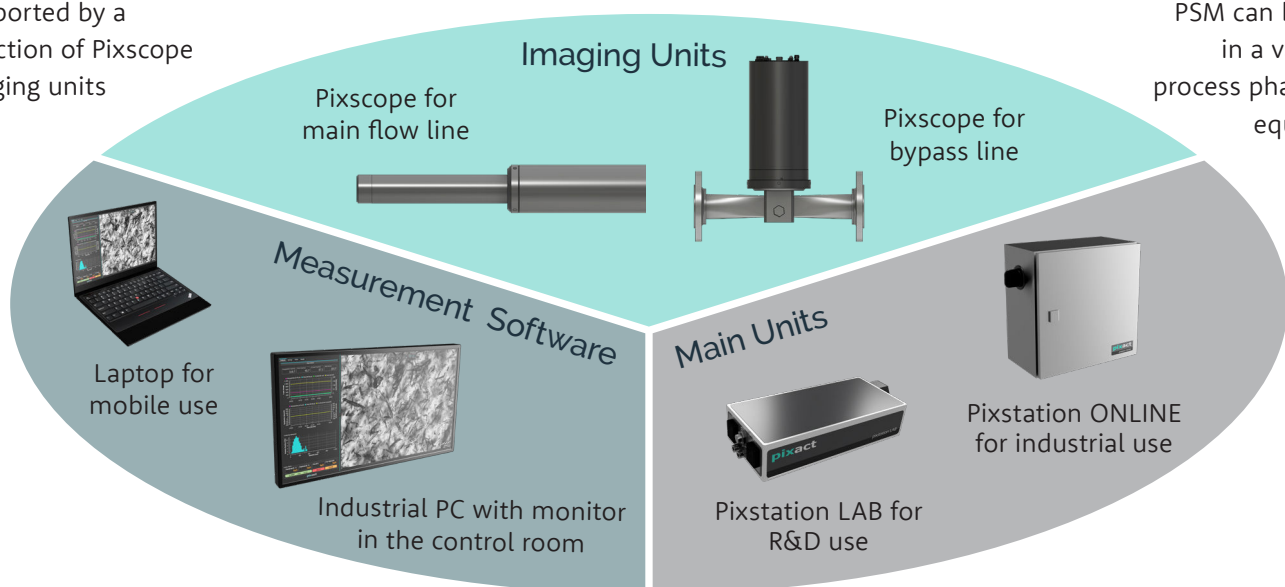 ported by a
ction of Pixscope
ging units
PSM can
in a v
process pha
equ
Imaging Units
Pixscope for
main flow line
Pixscope for
bypass line
Measurement Software
Laptop for
mobile use
Industrial PC with monitor
in the control room
Main Units
pixact
Pixstation LAB for
R&D use
Pixstation ONLINE
for industrial use